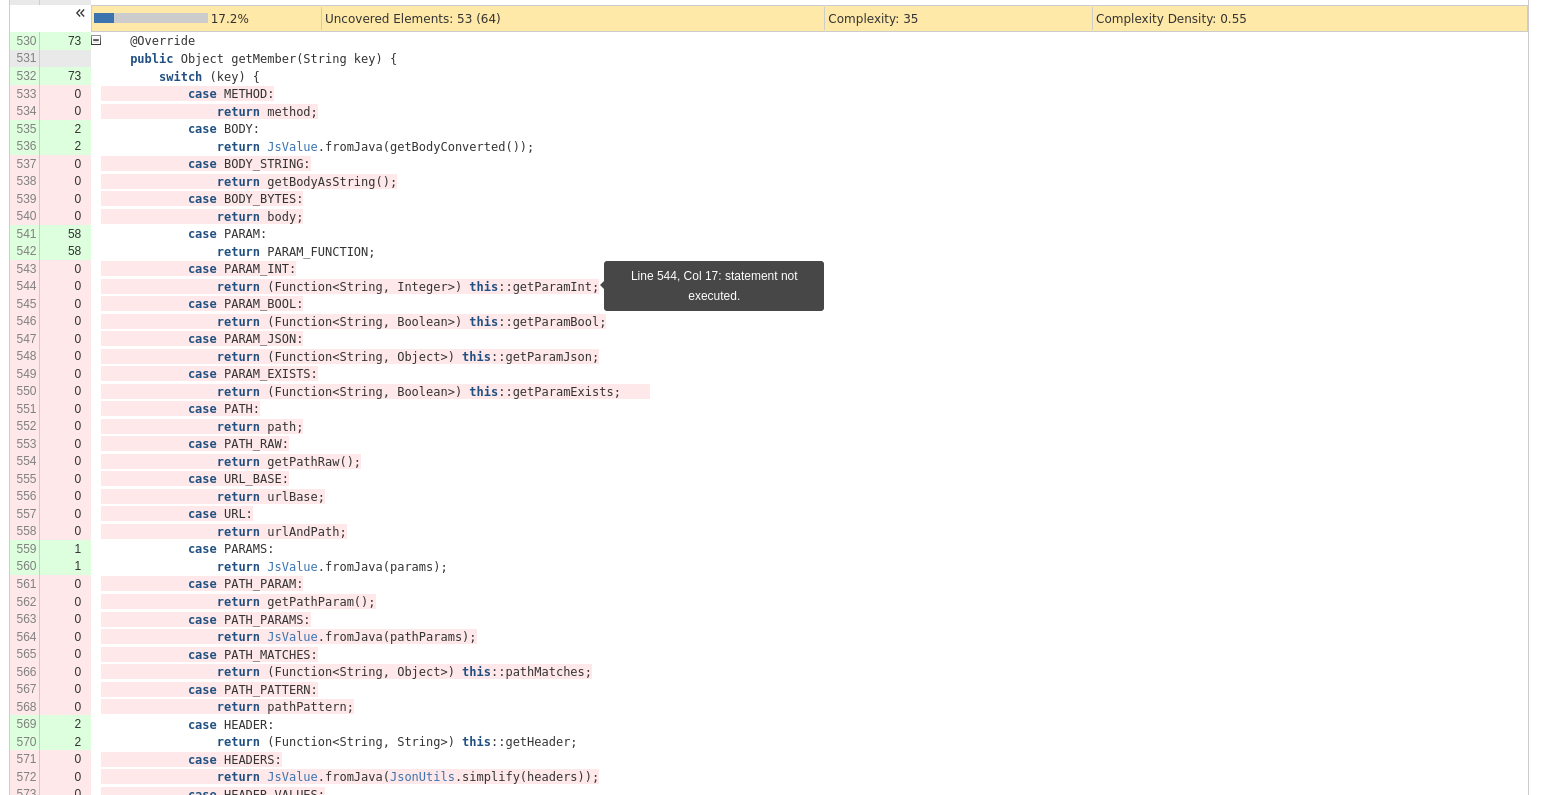 « 17.2% Uncovered Elements: 53 (64) Complexity: 35 Complexity Density: 0.55
530 73 @Override
531 public Object getMember(String key) {
532 73 switch (key) {
533 0 case METHOD:
534 0 return method;
535 2 case BODY:
536 2 return JsValue.fromJava(getBodyConverted());
537 0 case BODY_STRING:
538 0 return getBodyAsString();
539 0 case BODY_BYTES:
540 0 return body;
541 58 case PARAM:
542 58 return PARAM_FUNCTION;
543 0 case PARAM_INT:
544 0 return (Function<String, Integer>) this::getParamInt;
Line 544, Col 17: statement not
executed.
545 0 case PARAM_BOOL:
546 0 return (Function<String, Boolean>) this::getParamBool;
547 0 case PARAM_JSON:
548 0 return (Function<String, Object>) this::getParamJson;
549 0 case PARAM_EXISTS:
550 0 return (Function<String, Boolean>) this::getParamExists;
551 0 case PATH:
552 0 return path;
553 0 case PATH_RAW:
554 0 return getPathRaw();
555 0 case URL_BASE:
556 0 return urlBase;
557 0 case URL:
558 0 return urlAndPath;
559 1 case PARAMS:
560 1 return JsValue.fromJava(params);
561 0 case PATH_PARAM:
562 0 return getPathParam();
563 0 case PATH_PARAMS:
564 0 return JsValue.fromJava(pathParams);
565 0 case PATH_MATCHES:
566 0 return (Function<String, Object>) this::pathMatches;
567 0 case PATH_PATTERN:
568 0 return pathPattern;
569 2 case HEADER:
570 2 return (Function<String, String>) this::getHeader;
571 0 case HEADERS:
572 0 return JsValue.fromJava(JsonUtils.simplify(headers));
573 0 case HEADER_VALUES: